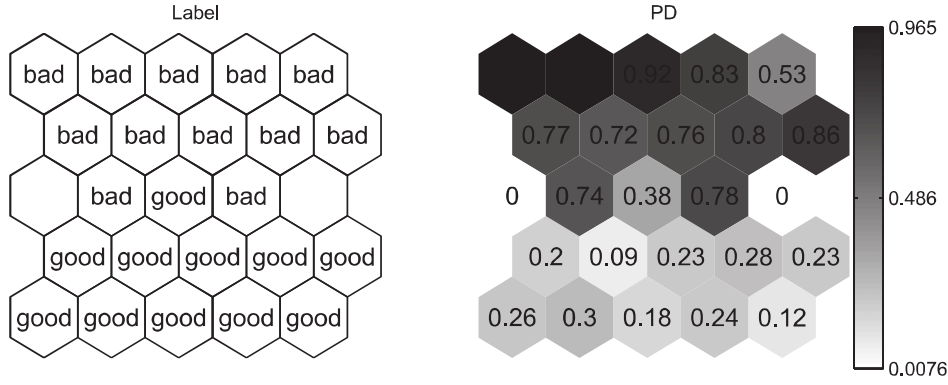 Label
bad bad bad bad bad
bad bad bad bad bad
bad good bad
good good good good good
good good good good good
PD
0.92 0.83 0.53
0.77 0.72 0.76 0.8 0.86
0 0.74 0.38 0.78 0
0.2 0.09 0.23 0.28 0.23
0.26 0.3 0.18 0.24 0.12
0.965
0.486
0.0076